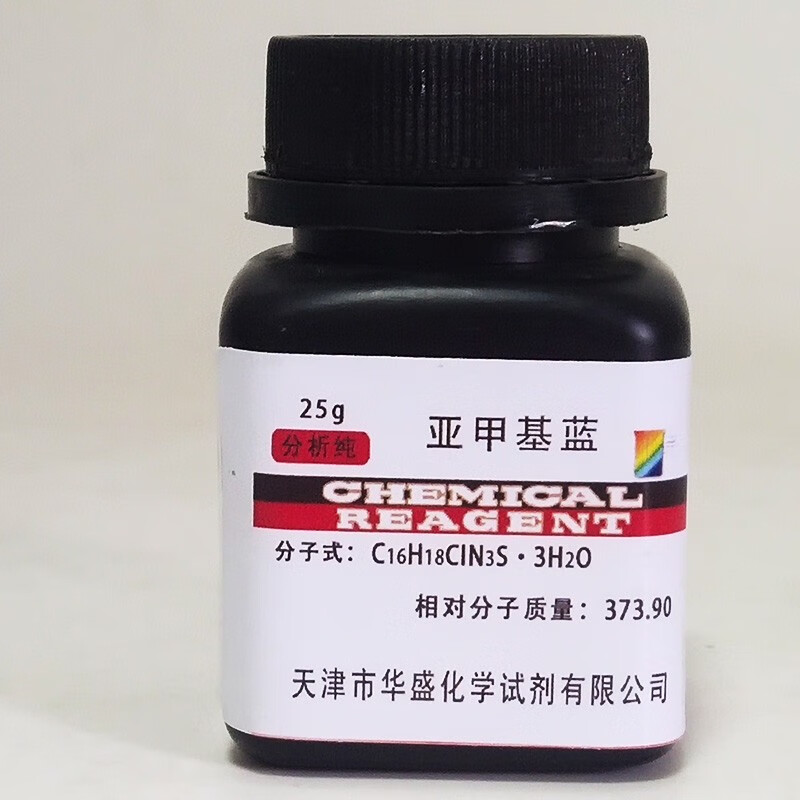 25g
分析纯
亚甲基蓝
CHEMICAL
REAGENT
分子式：C16H18ClN3S·3H2O
相对分子质量：373.90
天津市华盛化学试剂有限公司